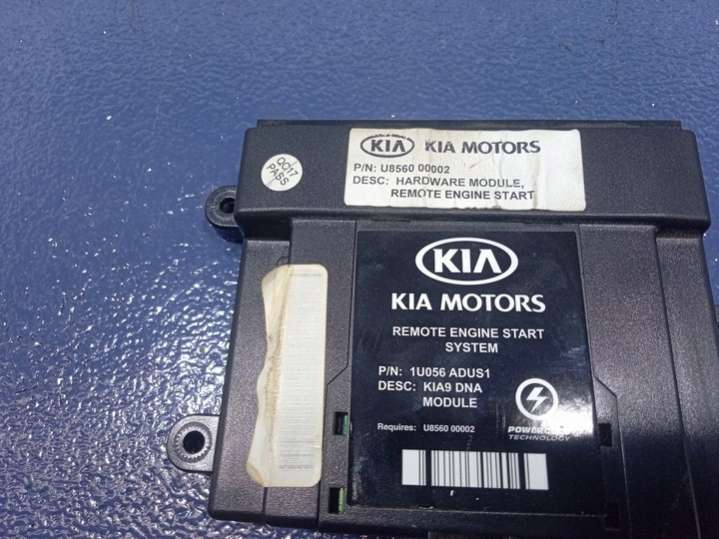 QC17
PASS
KIA KIA MOTORS
P/N: U8560 00002
DESC: HARDWARE MODULE,
REMOTE ENGINE START
KIA
KIA MOTORS
REMOTE ENGINE START
SYSTEM
P/N: 1U056 ADUS1
DESC: KIA9 DNA
MODULE
Requires: U8560 00002
TECHNOLOGY